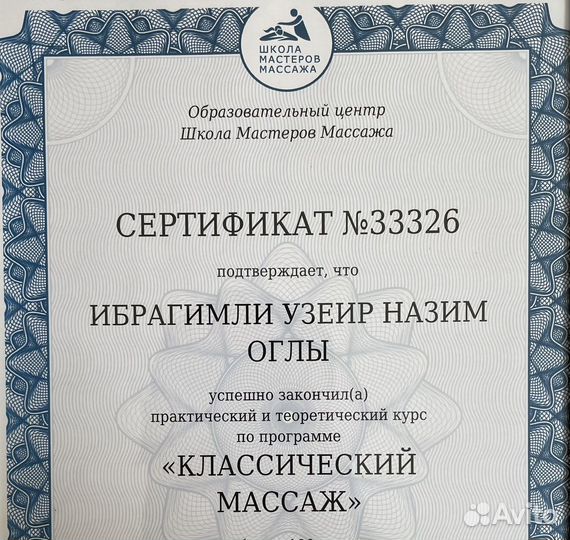 ШКОЛА
МАСТЕРОВ
МАССАЖА
Образовательный центр
Школа Мастеров Массажа
СЕРТИФИКАТ №33326
подтверждает, что
ИБРАГИМЛИ УЗЕИР НАЗИМ
ОГЛЫ
успешно закончил(а)
практический и теоретический курс
по программе
«КЛАССИЧЕСКИЙ
МАССАЖ»
Avito